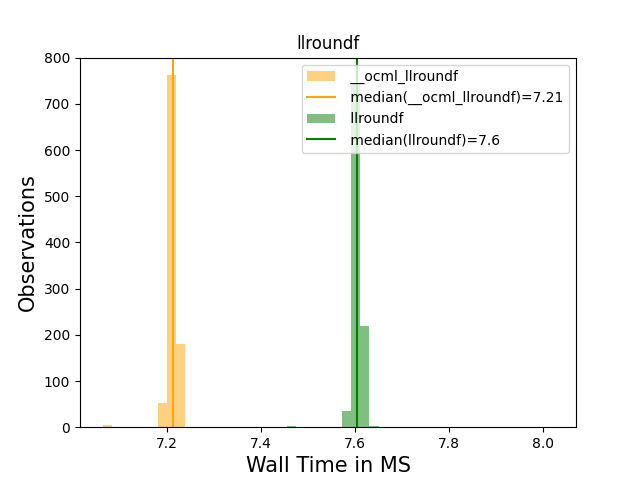 llroundf
800
700
600
500
400
300
200
100
0
Observations
__ocml_llroundf
median(__ocml_llroundf)=7.21
llroundf
median(llroundf)=7.6
7.2 7.4 7.6 7.8 8.0
Wall Time in MS